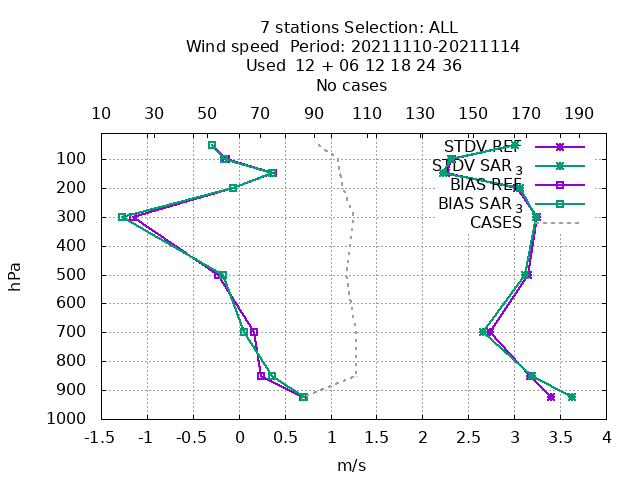 7 stations Selection: ALL
Wind speed  Period: 20211110-20211114
Used  12 + 06 12 18 24 36
No cases
10 30 50 70 90 110 130 150 170 190
STDV REF
STDV SAR 3
BIAS REF
BIAS SAR 3
CASES
hPa
100
200
300
400
500
600
700
800
900
1000
-1.5 -1 -0.5 0 0.5 1 1.5 2 2.5 3 3.5 4
m/s